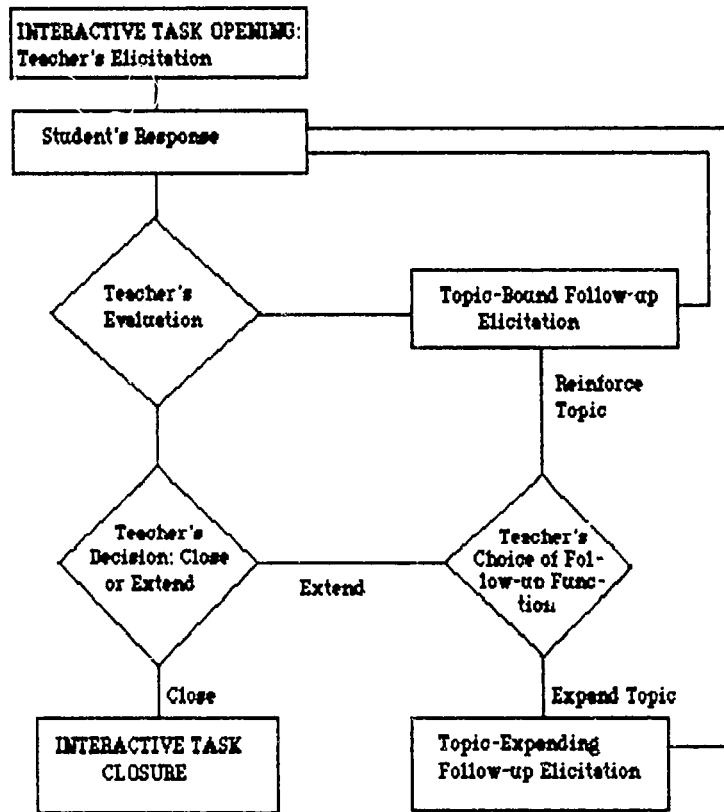 INTERACTIVE TASK OPENING:
Teacher's Elicitation
Student's Response
Teacher's
Evaluation
Topic-Bound Follow-up
Elicitation
Reinforce
Topic
Teacher's
Decision: Close
or Extend
Extend
Teacher's
Choice of Fol-
low-up Func-
tion
Close
Expand Topic
INTERACTIVE TASK
CLOSURE
Topic-Expanding
Follow-up Elicitation